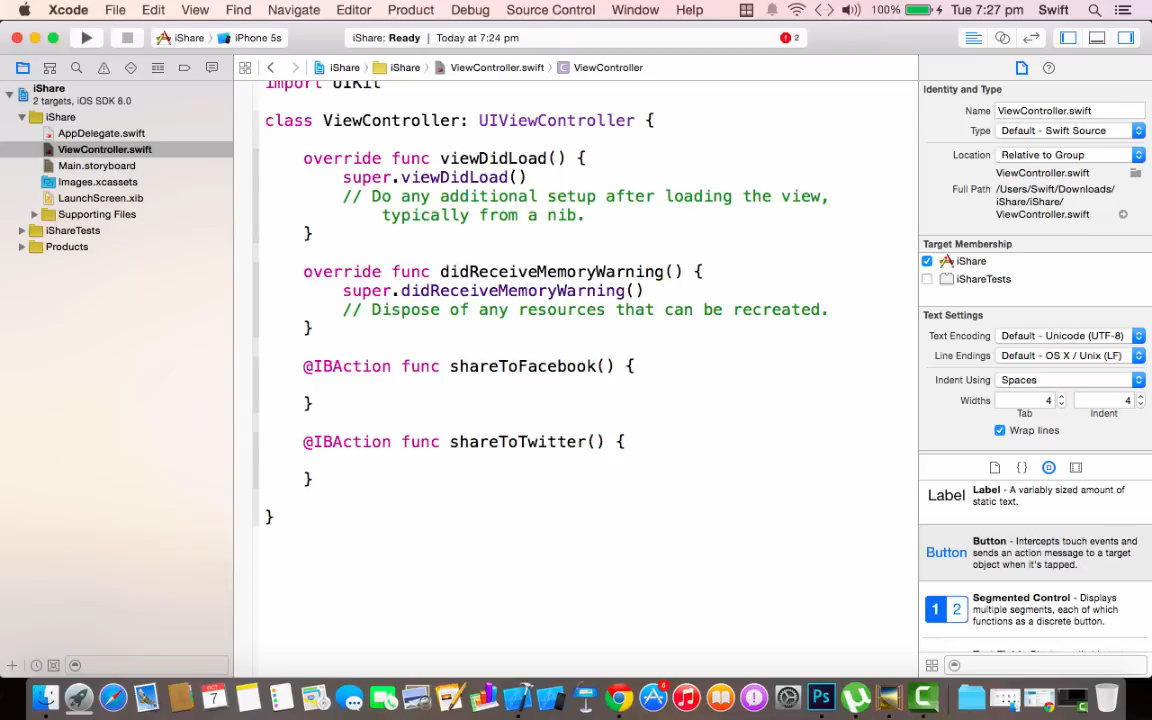 Xcode File Edit View Find Navigate Editor Product Debug Source Control Window Help 100% Tue 7:27 pm Swift
iShare iPhone 5s iShare: Ready | Today at 7:24 pm 2
iShare iShare ViewController.swift ViewController
iShare
2 targets, iOS SDK 8.0
iShare
AppDelegate.swift
ViewController.swift
Main.storyboard
Images.xcassets
LaunchScreen.xib
Supporting Files
iShareTests
Products
import UIKit
class ViewController: UIViewController {
override func viewDidLoad() {
super.viewDidLoad()
// Do any additional setup after loading the view,
typically from a nib.
}
override func didReceiveMemoryWarning() {
super.didReceiveMemoryWarning()
// Dispose of any resources that can be recreated.
}
@IBAction func shareToFacebook() {
}
@IBAction func shareToTwitter() {
}
}
Identity and Type
Name ViewController.swift
Type Default - Swift Source
Location Relative to Group
ViewController.swift
Full Path /Users/Swift/Downloads/
iShare/iShare/
ViewController.swift
Target Membership
iShare
iShareTests
Text Settings
Text Encoding Default - Unicode (UTF-8)
Line Endings Default - OS X / Unix (LF)
Indent Using Spaces
Widths 4 4
Tab Indent
Wrap lines
{ }
Label Label - A variably sized amount of
static text.
Button Button - Intercepts touch events and
sends an action message to a target
object when it's tapped.
1 2 Segmented Control - Displays
multiple segments, each of which
functions as a discrete button.
7 6 Ps